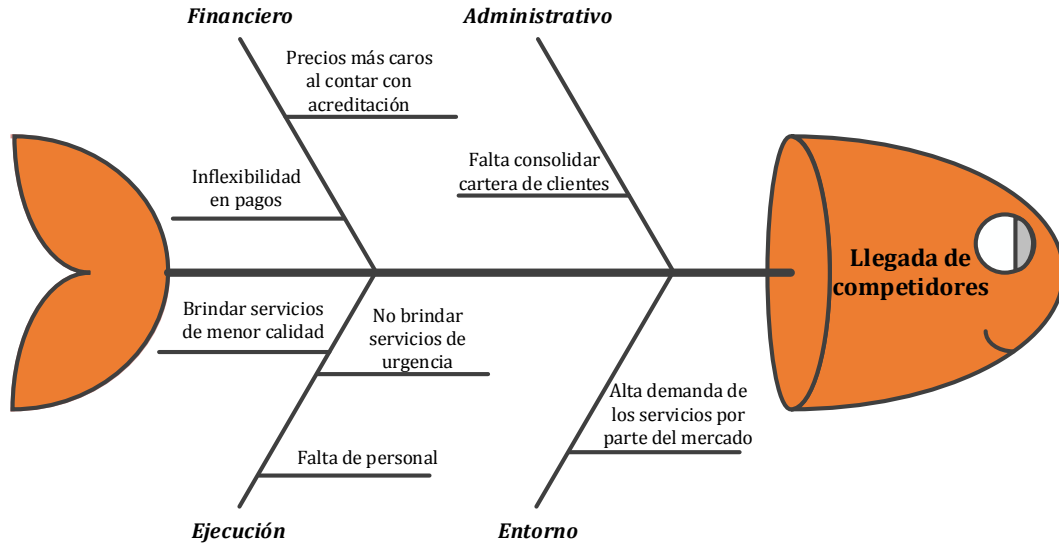 Financiero
Administrativo
Precios más caros
al contar con
acreditación
Inflexibilidad
en pagos
Falta consolidar
cartera de clientes
Llegada de
competidores
Brindar servicios
de menor calidad
No brindar
servicios de
urgencia
Falta de personal
Alta demanda de
los servicios por
parte del mercado
Ejecución
Entorno